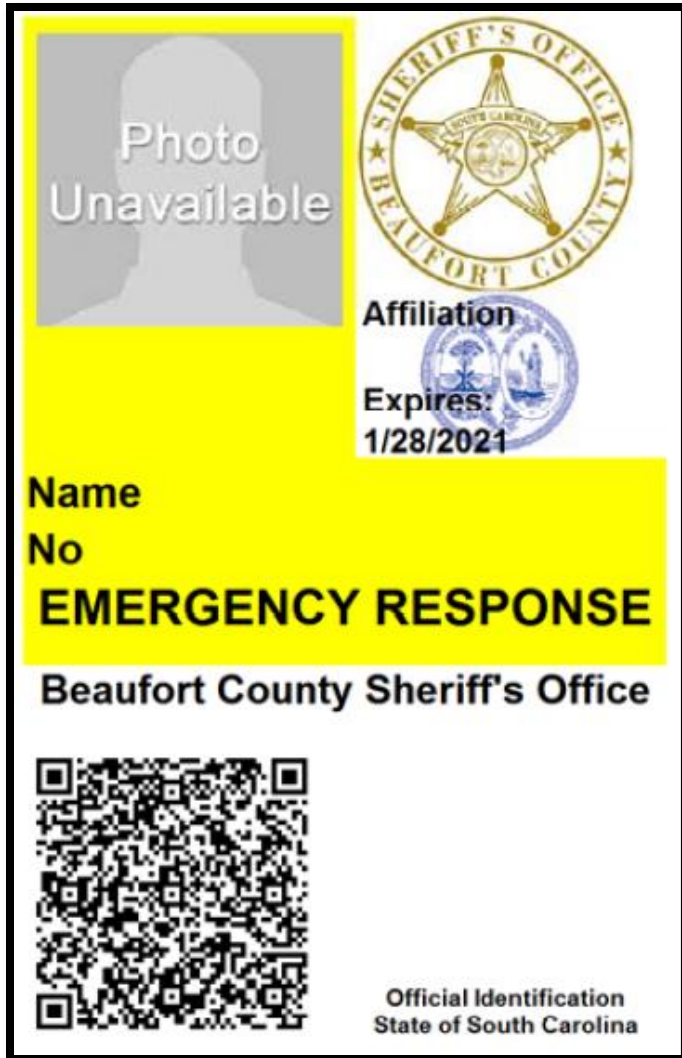 Photo
Unavailable
SHERIFF'S OFFICE
BEAUFORT COUNTY
SOUTH CAROLINA
Affiliation
Expires:
1/28/2021
Name
No
EMERGENCY RESPONSE
Beaufort County Sheriff's Office
Official Identification
State of South Carolina